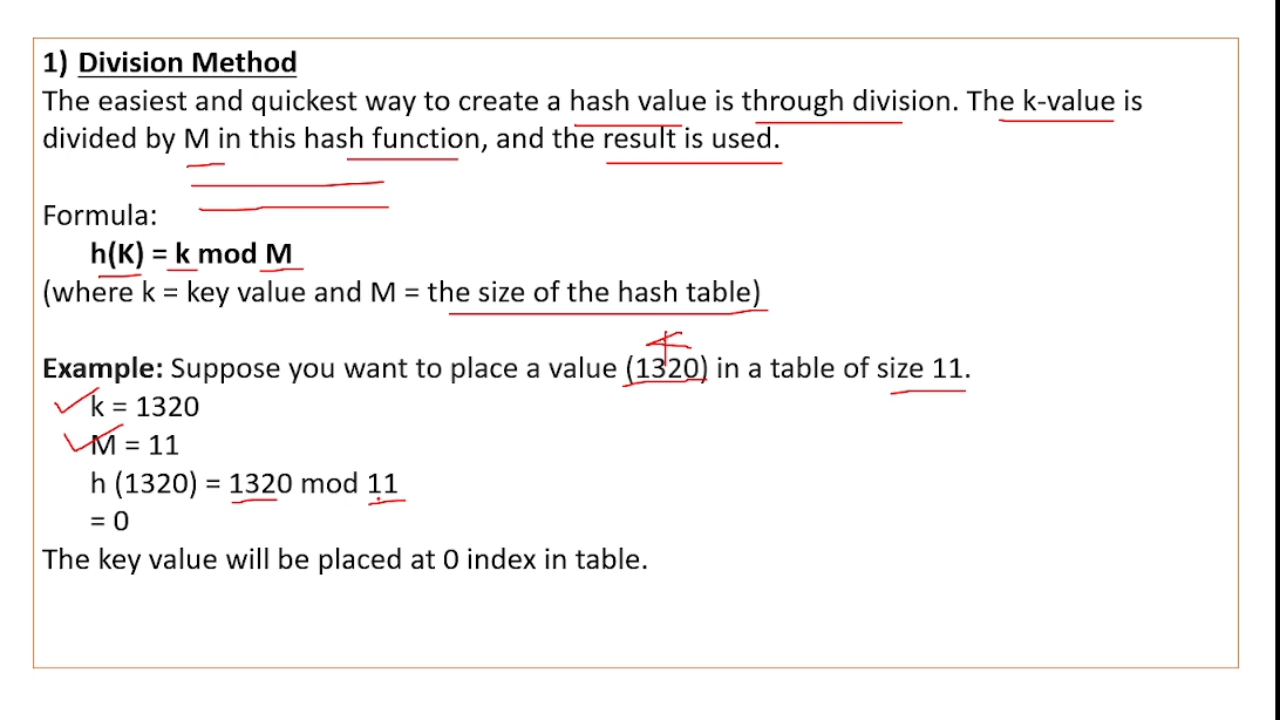 1) Division Method
The easiest and quickest way to create a hash value is through division. The k-value is
divided by M in this hash function, and the result is used.
Formula:
h(K) = k mod M
(where k = key value and M = the size of the hash table)
Example: Suppose you want to place a value (1320) in a table of size 11.
k = 1320
M = 11
h (1320) = 1320 mod 11
= 0
The key value will be placed at 0 index in table.